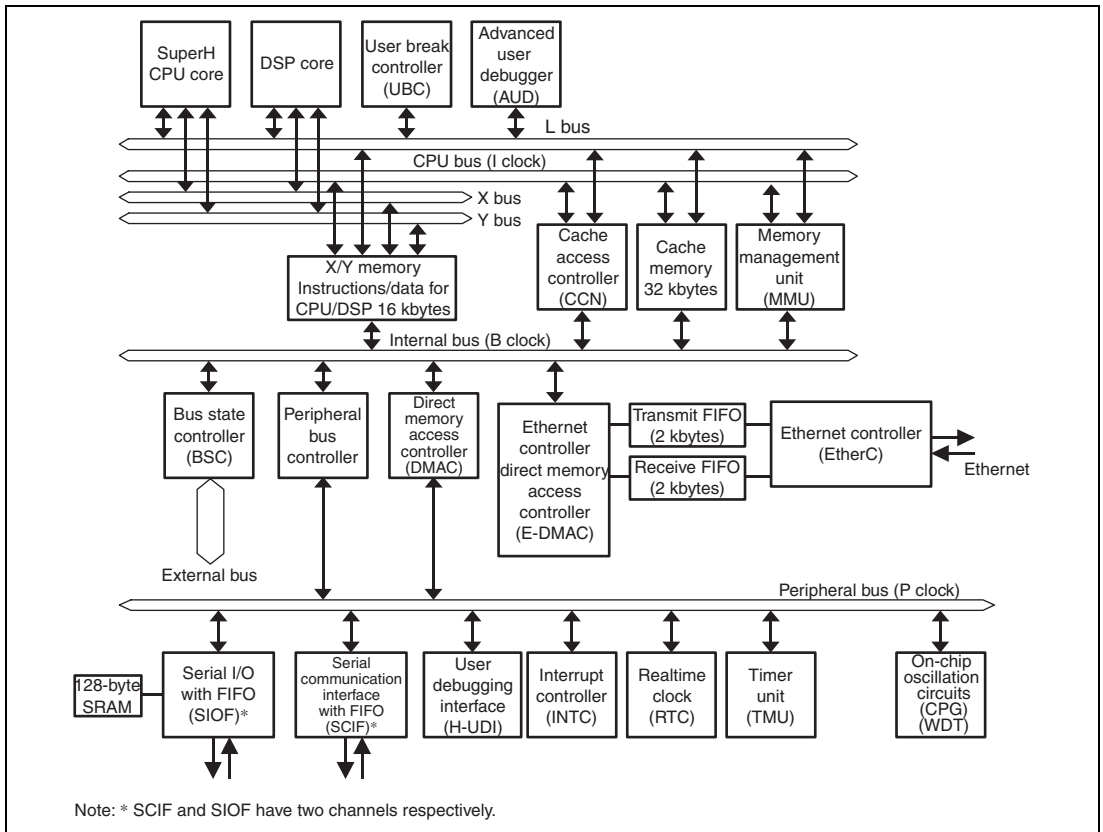 SuperH
CPU core
DSP core
User break
controller
(UBC)
Advanced
user
debugger
(AUD)
L bus
CPU bus (I clock)
X bus
Y bus
X/Y memory
Instructions/data for
CPU/DSP 16 kbytes
Cache
access
controller
(CCN)
Cache
memory
32 kbytes
Memory
management
unit
(MMU)
Internal bus (B clock)
Bus state
controller
(BSC)
Peripheral
bus
controller
Direct
memory
access
controller
(DMAC)
Ethernet
controller
direct memory
access
controller
(E-DMAC)
Transmit FIFO
(2 kbytes)
Receive FIFO
(2 kbytes)
Ethernet controller
(EtherC)
Ethernet
External bus
Peripheral bus (P clock)
128-byte
SRAM
Serial I/O
with FIFO
(SIOF)*
Serial
communication
interface
with FIFO
(SCIF)*
User
debugging
interface
(H-UDI)
Interrupt
controller
(INTC)
Realtime
clock
(RTC)
Timer
unit
(TMU)
On-chip
oscillation
circuits
(CPG)
(WDT)
Note: * SCIF and SIOF have two channels respectively.